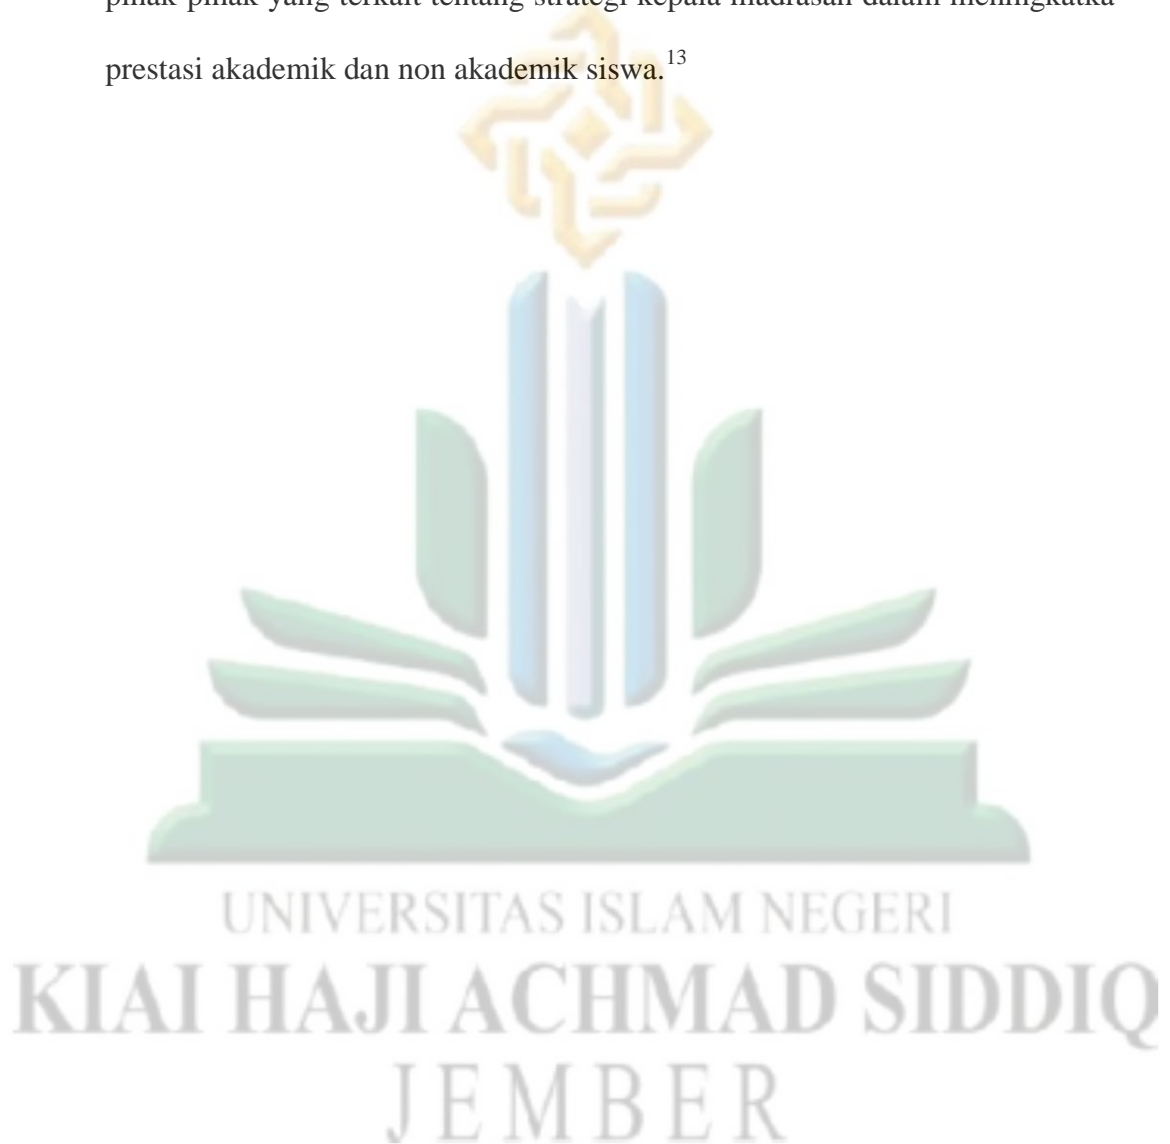 pihak-pihak yang terkait tentang strategi kepala madrasah dalam meningkatka
prestasi akademik dan non akademik siswa.13
UNIVERSITAS ISLAM NEGERI
KIAI HAJI ACHMAD SIDDIQ
JEMBER